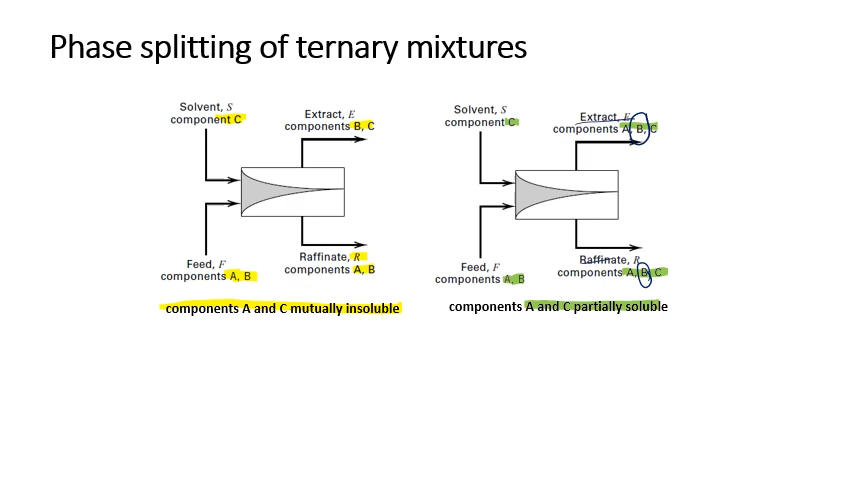 Phase splitting of ternary mixtures
Solvent, S
component C
Extract, E
components B, C
Feed, F
components A, B
Raffinate, R
components A, B
components A and C mutually insoluble
Solvent, S
component C
Extract, E
components A, B, C
Feed, F
components A, B
Raffinate, R
components A, B, C
components A and C partially soluble